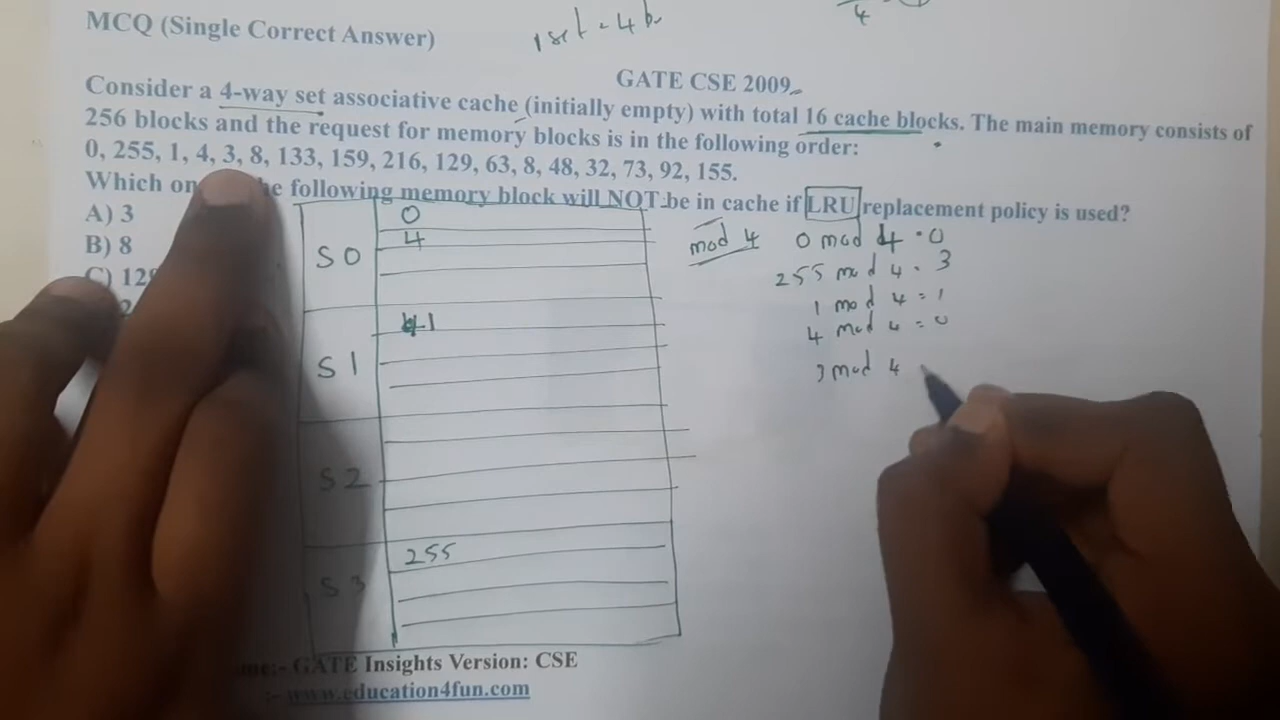 1 set = 4 b
4
MCQ (Single Correct Answer)
GATE CSE 2009
Consider a 4-way set associative cache (initially empty) with total 16 cache blocks. The main memory consists of
256 blocks and the request for memory blocks is in the following order:
0, 255, 1, 4, 3, 8, 133, 159, 216, 129, 63, 8, 48, 32, 73, 92, 155.
Which following memory block will NOT be in cache if LRU replacement policy is used?
A) 3
B) 8
C) 12
S0
0
4
S1
1
S2
S3
255
mod 4
0 mod 4 = 0
255 mod 4 = 3
1 mod 4 = 1
4 mod 4 = 0
3 mod 4
GATE Insights Version: CSE
www.education4fun.com